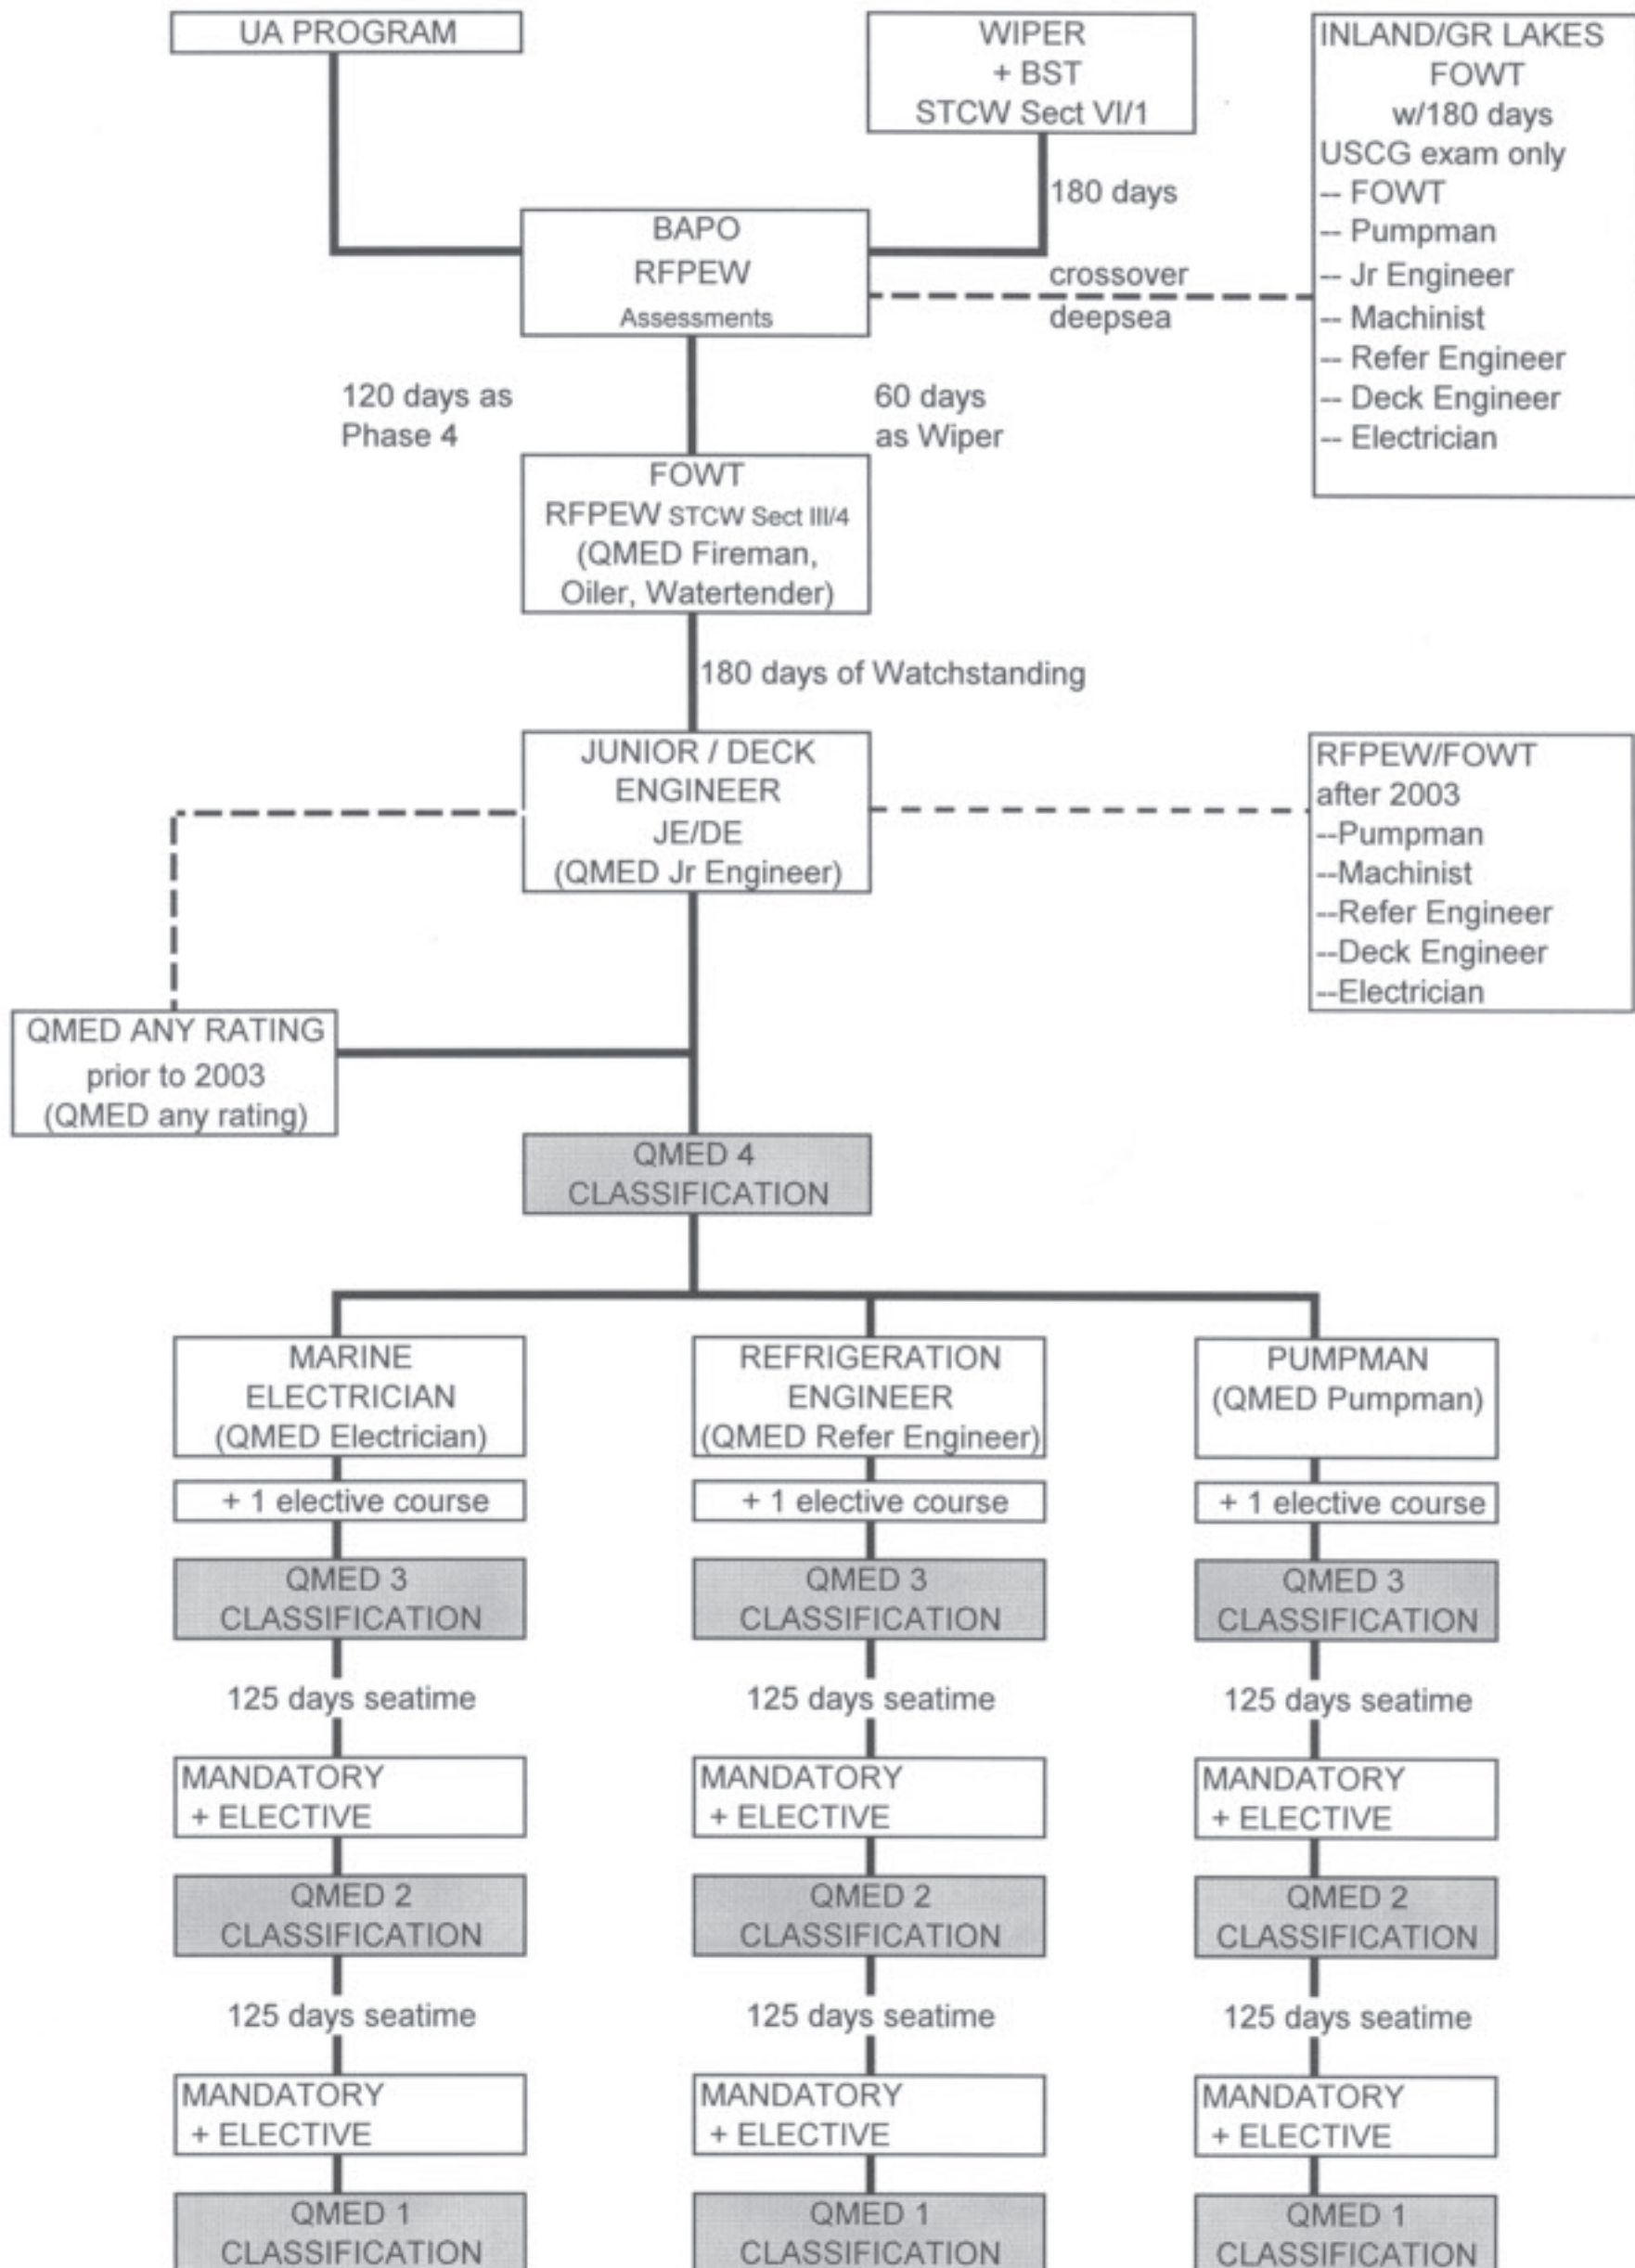 UA PROGRAM
WIPER
+ BST
STCW Sect VI/1
INLAND/GR LAKES
FOWT
w/180 days
USCG exam only
-- FOWT
-- Pumpman
-- Jr Engineer
-- Machinist
-- Refer Engineer
-- Deck Engineer
-- Electrician
180 days
BAPO
RFPEW
Assessments
crossover
deepsea
120 days as
Phase 4
60 days
as Wiper
FOWT
RFPEW STCW Sect III/4
(QMED Fireman,
Oiler, Watertender)
180 days of Watchstanding
JUNIOR / DECK
ENGINEER
JE/DE
(QMED Jr Engineer)
RFPEW/FOWT
after 2003
--Pumpman
--Machinist
--Refer Engineer
--Deck Engineer
--Electrician
QMED ANY RATING
prior to 2003
(QMED any rating)
QMED 4
CLASSIFICATION
MARINE
ELECTRICIAN
(QMED Electrician)
+ 1 elective course
QMED 3
CLASSIFICATION
125 days seatime
MANDATORY
+ ELECTIVE
QMED 2
CLASSIFICATION
125 days seatime
MANDATORY
+ ELECTIVE
QMED 1
CLASSIFICATION
REFRIGERATION
ENGINEER
(QMED Refer Engineer)
+ 1 elective course
QMED 3
CLASSIFICATION
125 days seatime
MANDATORY
+ ELECTIVE
QMED 2
CLASSIFICATION
125 days seatime
MANDATORY
+ ELECTIVE
QMED 1
CLASSIFICATION
PUMPMAN
(QMED Pumpman)
+ 1 elective course
QMED 3
CLASSIFICATION
125 days seatime
MANDATORY
+ ELECTIVE
QMED 2
CLASSIFICATION
125 days seatime
MANDATORY
+ ELECTIVE
QMED 1
CLASSIFICATION